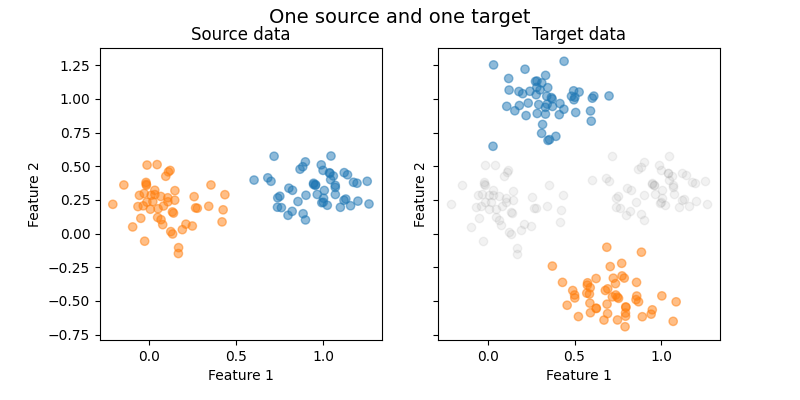 One source and one target
Source data
Target data
1.25
1.00
0.75
0.50
0.25
0.00
−0.25
−0.50
−0.75
Feature 2
Feature 2
0.0 0.5 1.0
0.0 0.5 1.0
Feature 1
Feature 1